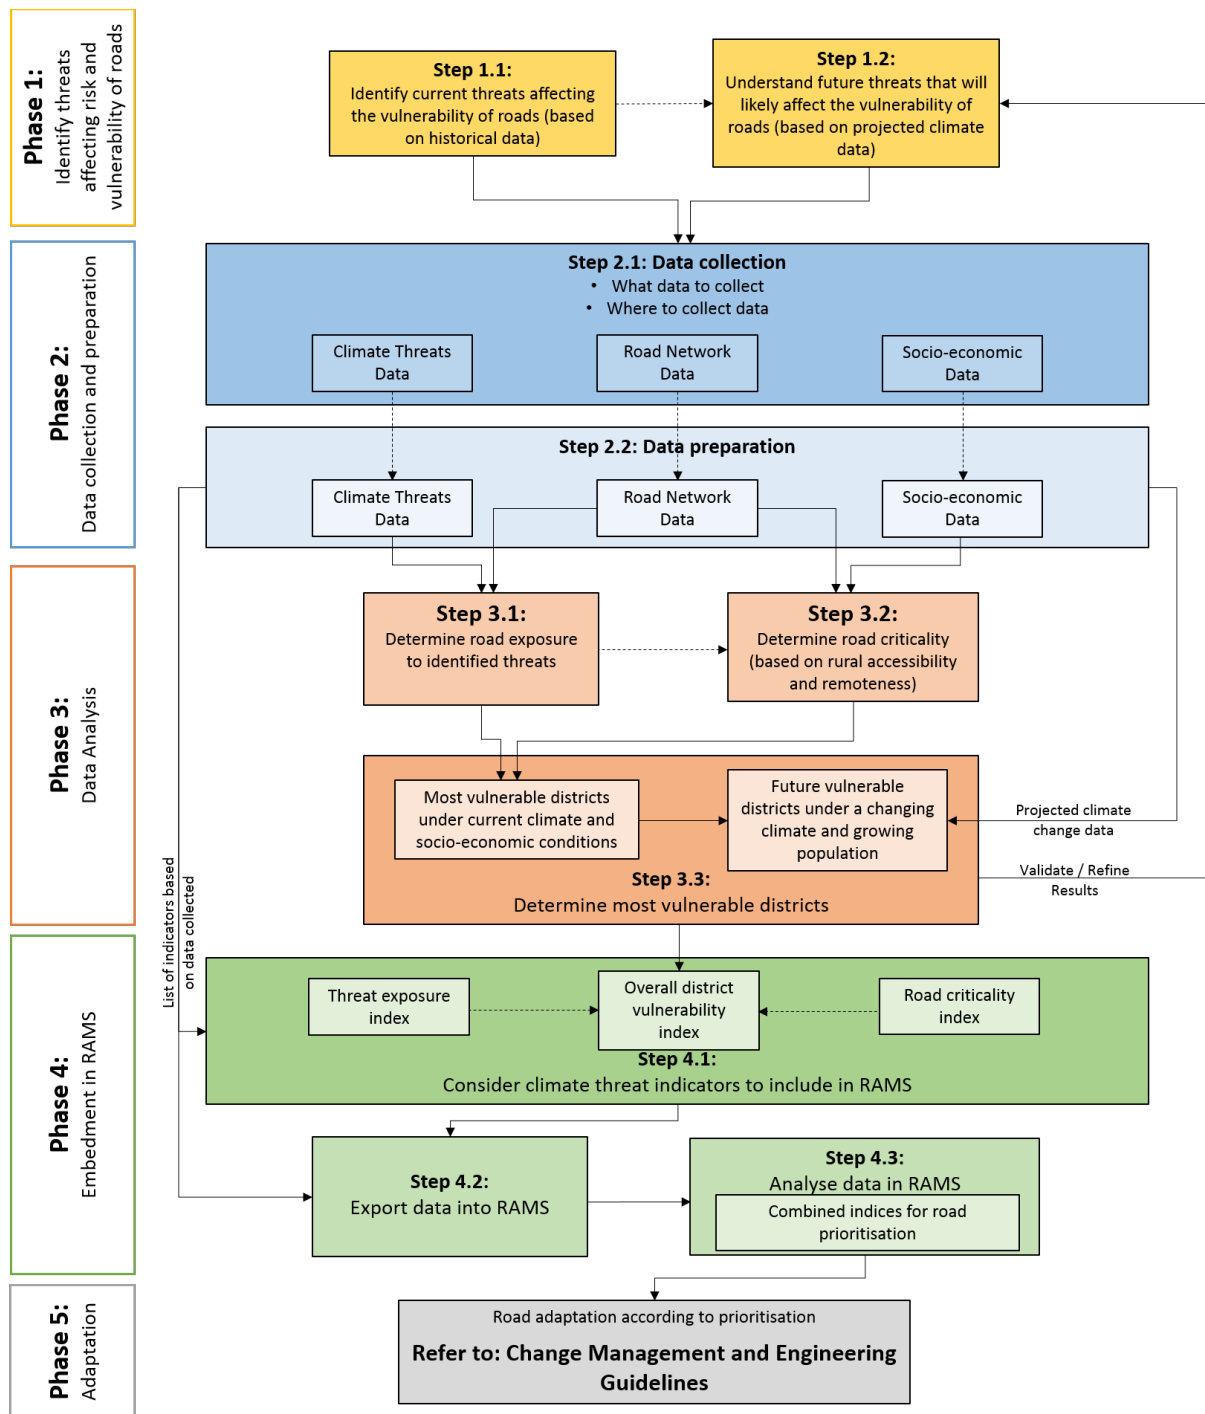 Phase 1:
Identify threats
affecting risk and
vulnerability of roads
Step 1.1:
Identify current threats affecting
the vulnerability of roads (based
on historical data)
Step 1.2:
Understand future threats that will
likely affect the vulnerability of
roads (based on projected climate
data)
Phase 2:
Data collection and preparation
Step 2.1: Data collection
• What data to collect
• Where to collect data
Climate Threats
Data
Road Network
Data
Socio-economic
Data
Step 2.2: Data preparation
Climate Threats
Data
Road Network
Data
Socio-economic
Data
Phase 3:
Data Analysis
Step 3.1:
Determine road exposure
to identified threats
Step 3.2:
Determine road criticality
(based on rural accessibility
and remoteness)
Most vulnerable districts
under current climate and
socio-economic conditions
Future vulnerable
districts under a changing
climate and growing
population
Step 3.3:
Determine most vulnerable districts
Projected climate
change data
Validate / Refine
Results
List of indicators based
on data collected
Phase 4:
Embedment in RAMS
Threat exposure
index
Overall district
vulnerability
index
Road criticality
index
Step 4.1:
Consider climate threat indicators to include in RAMS
Step 4.2:
Export data into RAMS
Step 4.3:
Analyse data in RAMS
Combined indices for road
prioritisation
Phase 5:
Adaptation
Road adaptation according to prioritisation
Refer to: Change Management and Engineering
Guidelines